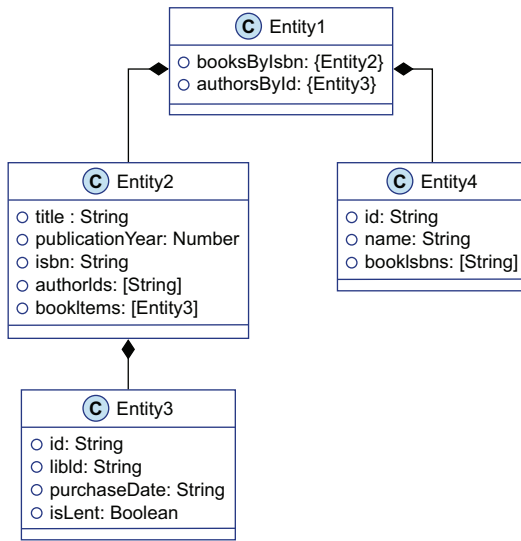 C Entity1
booksByIsbn: {Entity2}
authorsById: {Entity3}
C Entity2
title : String
publicationYear: Number
isbn: String
authorIds: [String]
bookItems: [Entity3]
C Entity4
id: String
name: String
bookIsbns: [String]
C Entity3
id: String
libId: String
purchaseDate: String
isLent: Boolean